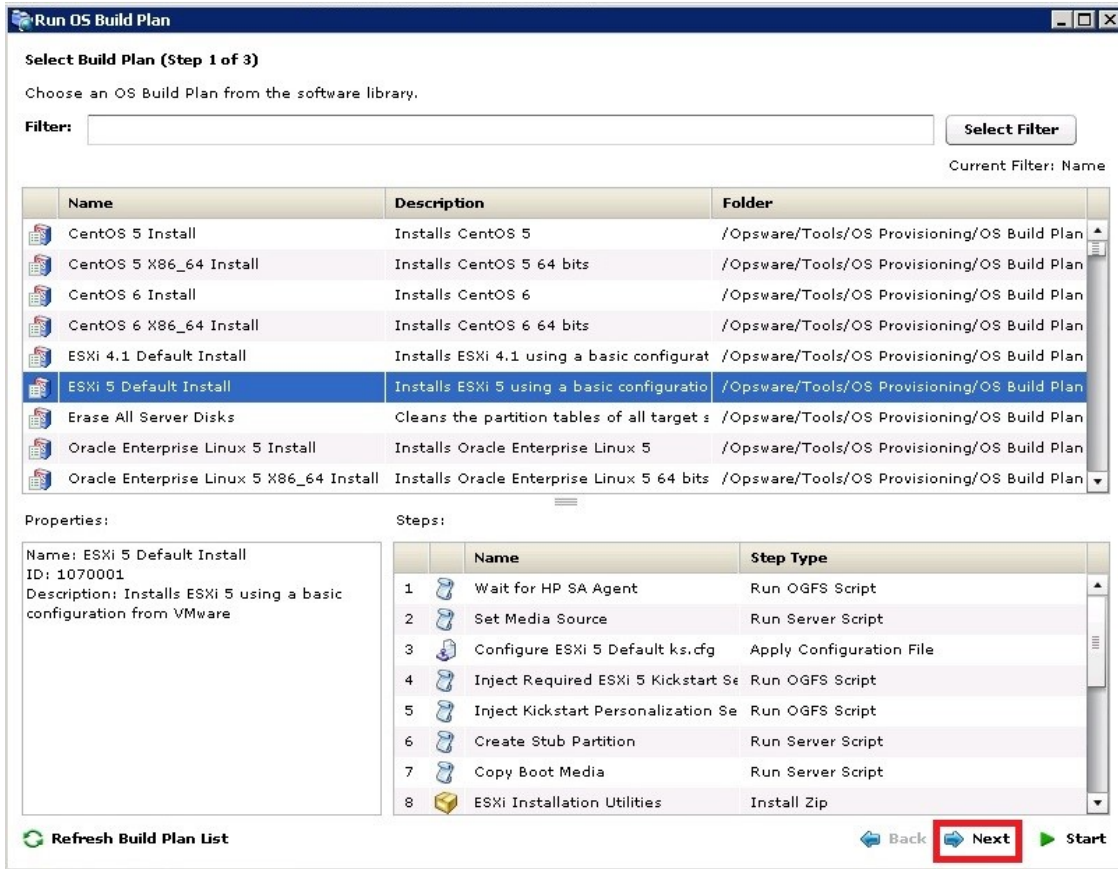 Run OS Build Plan
Select Build Plan (Step 1 of 3)
Choose an OS Build Plan from the software library.
Filter: Select Filter
Current Filter: Name
Name Description Folder
CentOS 5 Install Installs CentOS 5 /Opsware/Tools/OS Provisioning/OS Build Plan
CentOS 5 X86_64 Install Installs CentOS 5 64 bits /Opsware/Tools/OS Provisioning/OS Build Plan
CentOS 6 Install Installs CentOS 6 /Opsware/Tools/OS Provisioning/OS Build Plan
CentOS 6 X86_64 Install Installs CentOS 6 64 bits /Opsware/Tools/OS Provisioning/OS Build Plan
ESXi 4.1 Default Install Installs ESXi 4.1 using a basic configurat /Opsware/Tools/OS Provisioning/OS Build Plan
ESXi 5 Default Install Installs ESXi 5 using a basic configuratio /Opsware/Tools/OS Provisioning/OS Build Plan
Erase All Server Disks Cleans the partition tables of all target s /Opsware/Tools/OS Provisioning/OS Build Plan
Oracle Enterprise Linux 5 Install Installs Oracle Enterprise Linux 5 /Opsware/Tools/OS Provisioning/OS Build Plan
Oracle Enterprise Linux 5 X86_64 Install Installs Oracle Enterprise Linux 5 64 bits /Opsware/Tools/OS Provisioning/OS Build Plan
Properties:
Name: ESXi 5 Default Install
ID: 1070001
Description: Installs ESXi 5 using a basic
configuration from VMware
Steps:
Name Step Type
1 Wait for HP SA Agent Run OGFS Script
2 Set Media Source Run Server Script
3 Configure ESXi 5 Default ks.cfg Apply Configuration File
4 Inject Required ESXi 5 Kickstart Se Run OGFS Script
5 Inject Kickstart Personalization Se Run OGFS Script
6 Create Stub Partition Run Server Script
7 Copy Boot Media Run Server Script
8 ESXi Installation Utilities Install Zip
Refresh Build Plan List Back Next Start